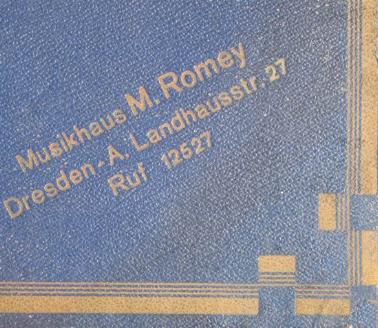 Musikhaus M. Romey
Dresden-A. Landhausstr. 27
Ruf 12527